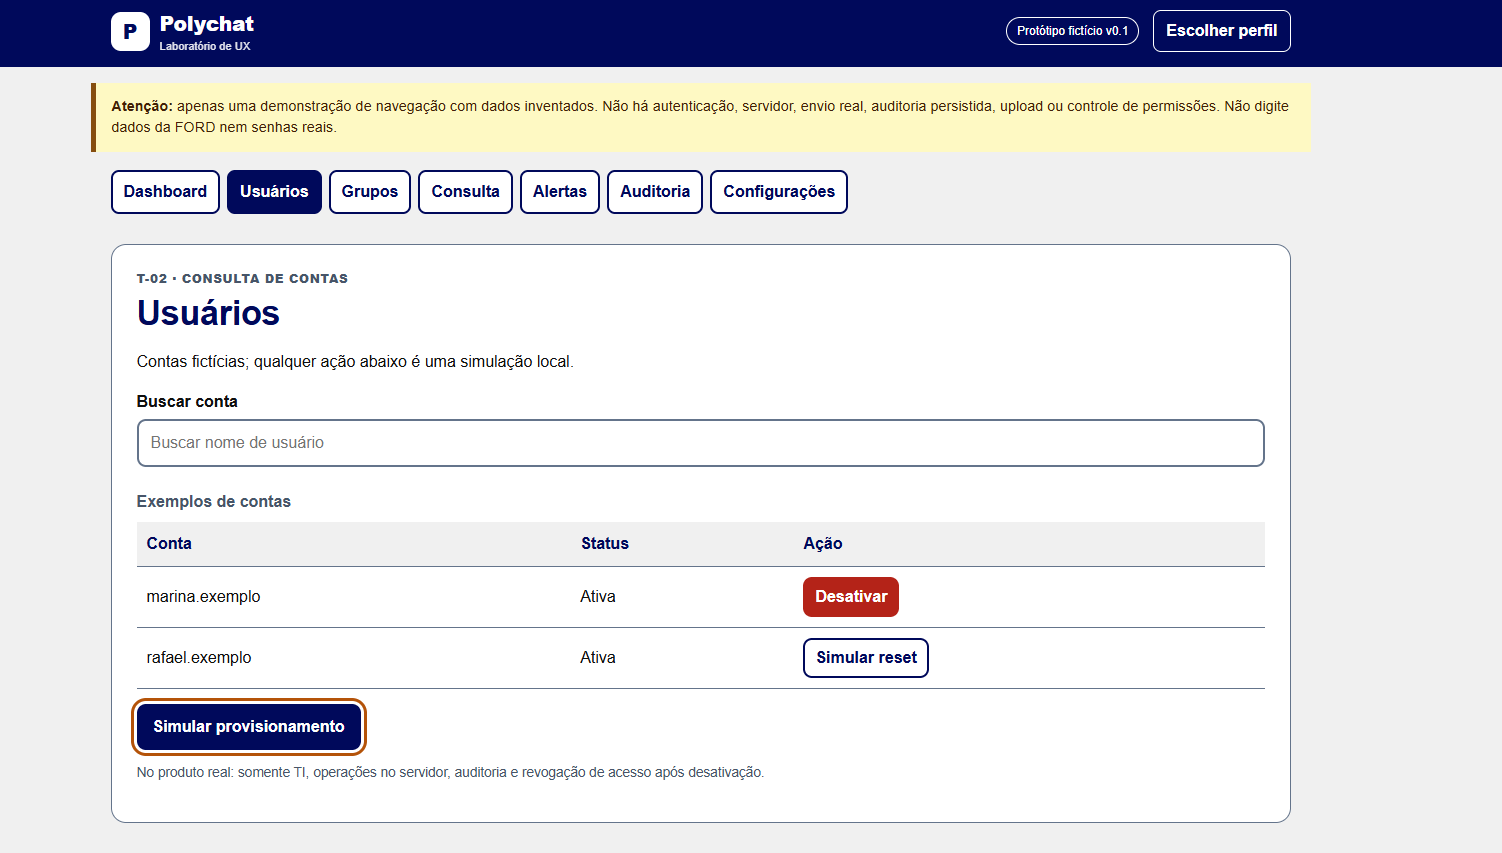 P
Polychat
Laboratório de UX
Protótipo fictício v0.1
Escolher perfil
Atenção: apenas uma demonstração de navegação com dados inventados. Não há autenticação, servidor, envio real, auditoria persistida, upload ou controle de permissões. Não digite
dados da FORD nem senhas reais.
Dashboard
Usuários
Grupos
Consulta
Alertas
Auditoria
Configurações
T-02 · CONSULTA DE CONTAS
Usuários
Contas fictícias; qualquer ação abaixo é uma simulação local.
Buscar conta
Buscar nome de usuário
Exemplos de contas
Conta Status Ação
marina.exemplo Ativa Desativar
rafael.exemplo Ativa Simular reset
Simular provisionamento
No produto real: somente TI, operações no servidor, auditoria e revogação de acesso após desativação.